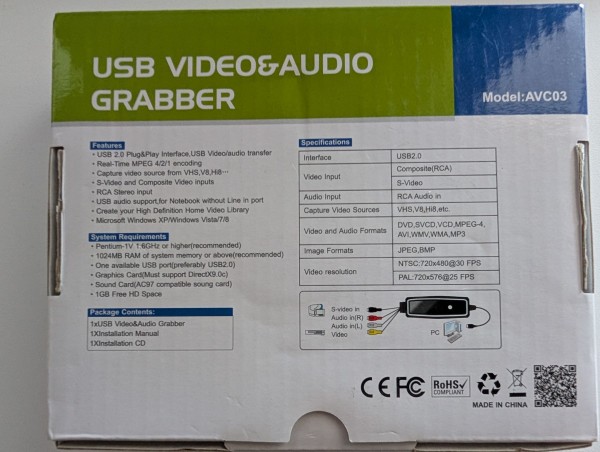 USB VIDEO&AUDIO
GRABBER
Model:AVC03
Features
• USB 2.0 Plug&Play Interface,USB Video/audio transfer
• Real-Time MPEG 4/2/1 encoding
• Capture video source from VHS,V8,Hi8···
• S-Video and Composite Video inputs
• RCA Stereo input
• USB audio support,for Notebook without Line in port
• Create your High Definition Home Video Library
• Microsoft Windows XP/Windows Vista/7/8
System Requirements
• Pentium-1V 1.6GHz or higher(recommended)
• 1024MB RAM of system memory or above(recommended)
• One available USB port(preferably USB2.0)
• Graphics Card(Must support DirectX9.0c)
• Sound Card(AC97 compatible soung card)
• 1GB Free HD Space
Package Contents:
1xUSB Video&Audio Grabber
1XInstallation Manual
1XInstallation CD
Specifications
Interface USB2.0
Video Input Composite(RCA)
S-Video
Audio Input RCA Audio in
Capture Video Sources VHS,V8,Hi8,etc.
Video and Audio Formats DVD,SVCD,VCD,MPEG-4,
AVI,WMV,WMA,MP3
Image Formats JPEG,BMP
Video resolution NTSC:720x480@30 FPS
PAL:720x576@25 FPS
S-video in
Audio in(R)
Audio in(L)
Video
PC
CE FC RoHS
COMPLIANT
MADE IN CHINA